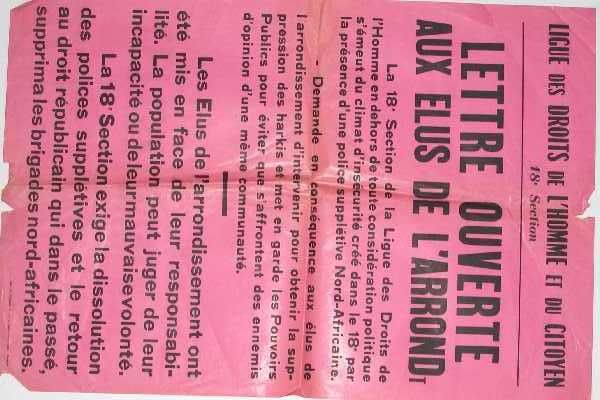 LIGUE DES DROITS DE L'HOMME ET DU CITOYEN
18e Section
LETTRE OUVERTE
AUX ELUS DE L'ARRONDT
La 18e Section de la Ligue des Droits de
l'Homme en dehors de toute considération politique
s'émeut du climat d'insécurité créé dans le 18e par
la présence d'une police supplétive Nord-Africaine.
- Demande en conséquence aux élus de
l'arrondissement d'intervenir pour obtenir la sup-
pression des harkis et met en garde les Pouvoirs
Publics pour éviter que s'affrontent des ennemis
d'opinion d'une même communauté.
Les Elus de l'arrondissement ont
été mis en face de leur responsabi-
lité. La population peut juger de leur
incapacité ou de leur mauvaise volonté.
La 18e Section exige la dissolution
des polices supplétives et le retour
au droit républicain qui dans le passé,
supprima les brigades nord-africaines.